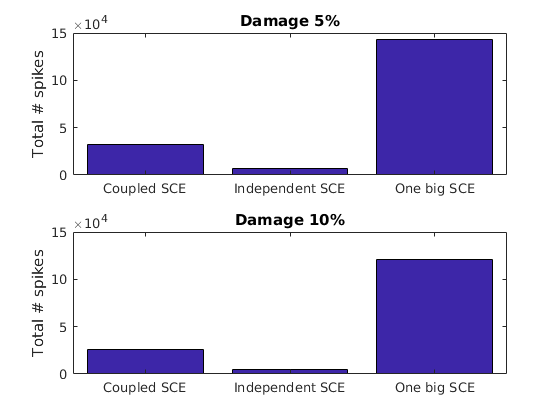 Damage 5%
×10⁴
15
10
5
0
Total # spikes
Coupled SCE Independent SCE One big SCE
Damage 10%
×10⁴
15
10
5
0
Total # spikes
Coupled SCE Independent SCE One big SCE